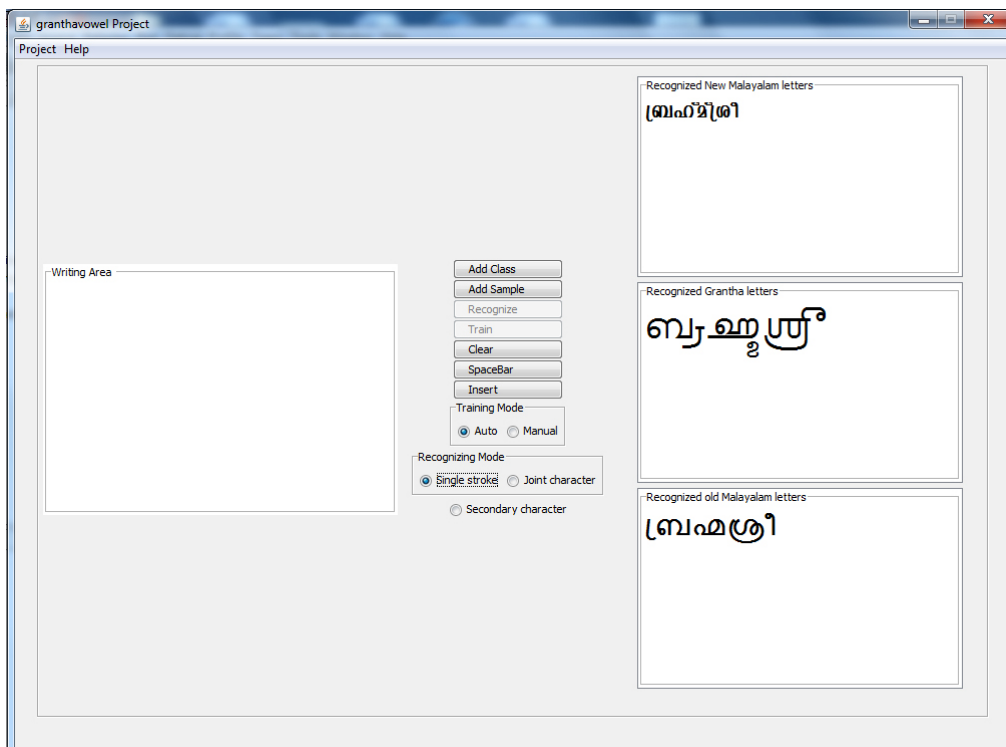 granthavowel Project
Project Help
Recognized New Malayalam letters
ബ്രഹ്മ്ശ്രീ
Writing Area
Add Class
Add Sample
Recognize
Train
Clear
SpaceBar
Insert
Training Mode
Auto Manual
Recognizing Mode
Single stroke Joint character
Secondary character
Recognized Grantha letters
Recognized old Malayalam letters
ബ്രഹ്മശ്രീ